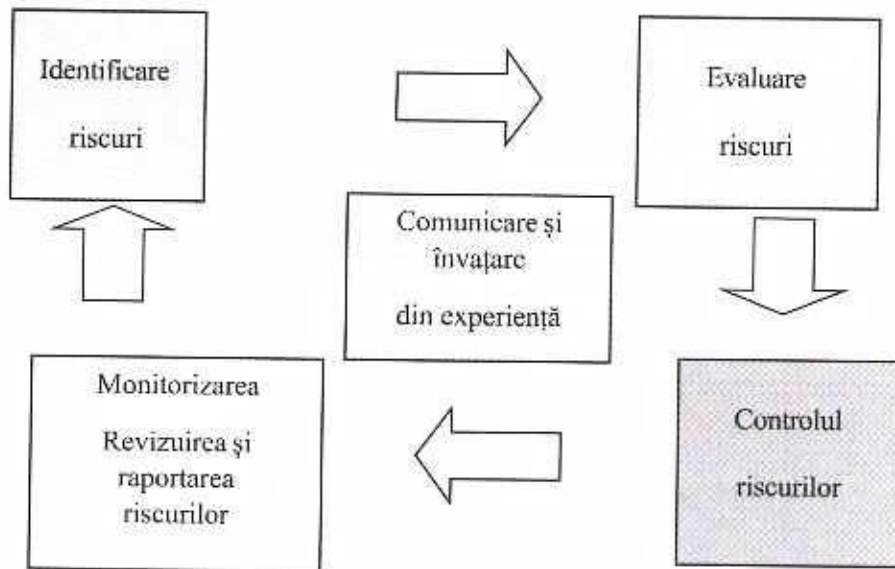 Identificare
riscuri
Evaluare
riscuri
Comunicare și
învațare
din experiență
Monitorizarea
Revizuirea și
raportarea
riscurilor
Controlul
riscurilor